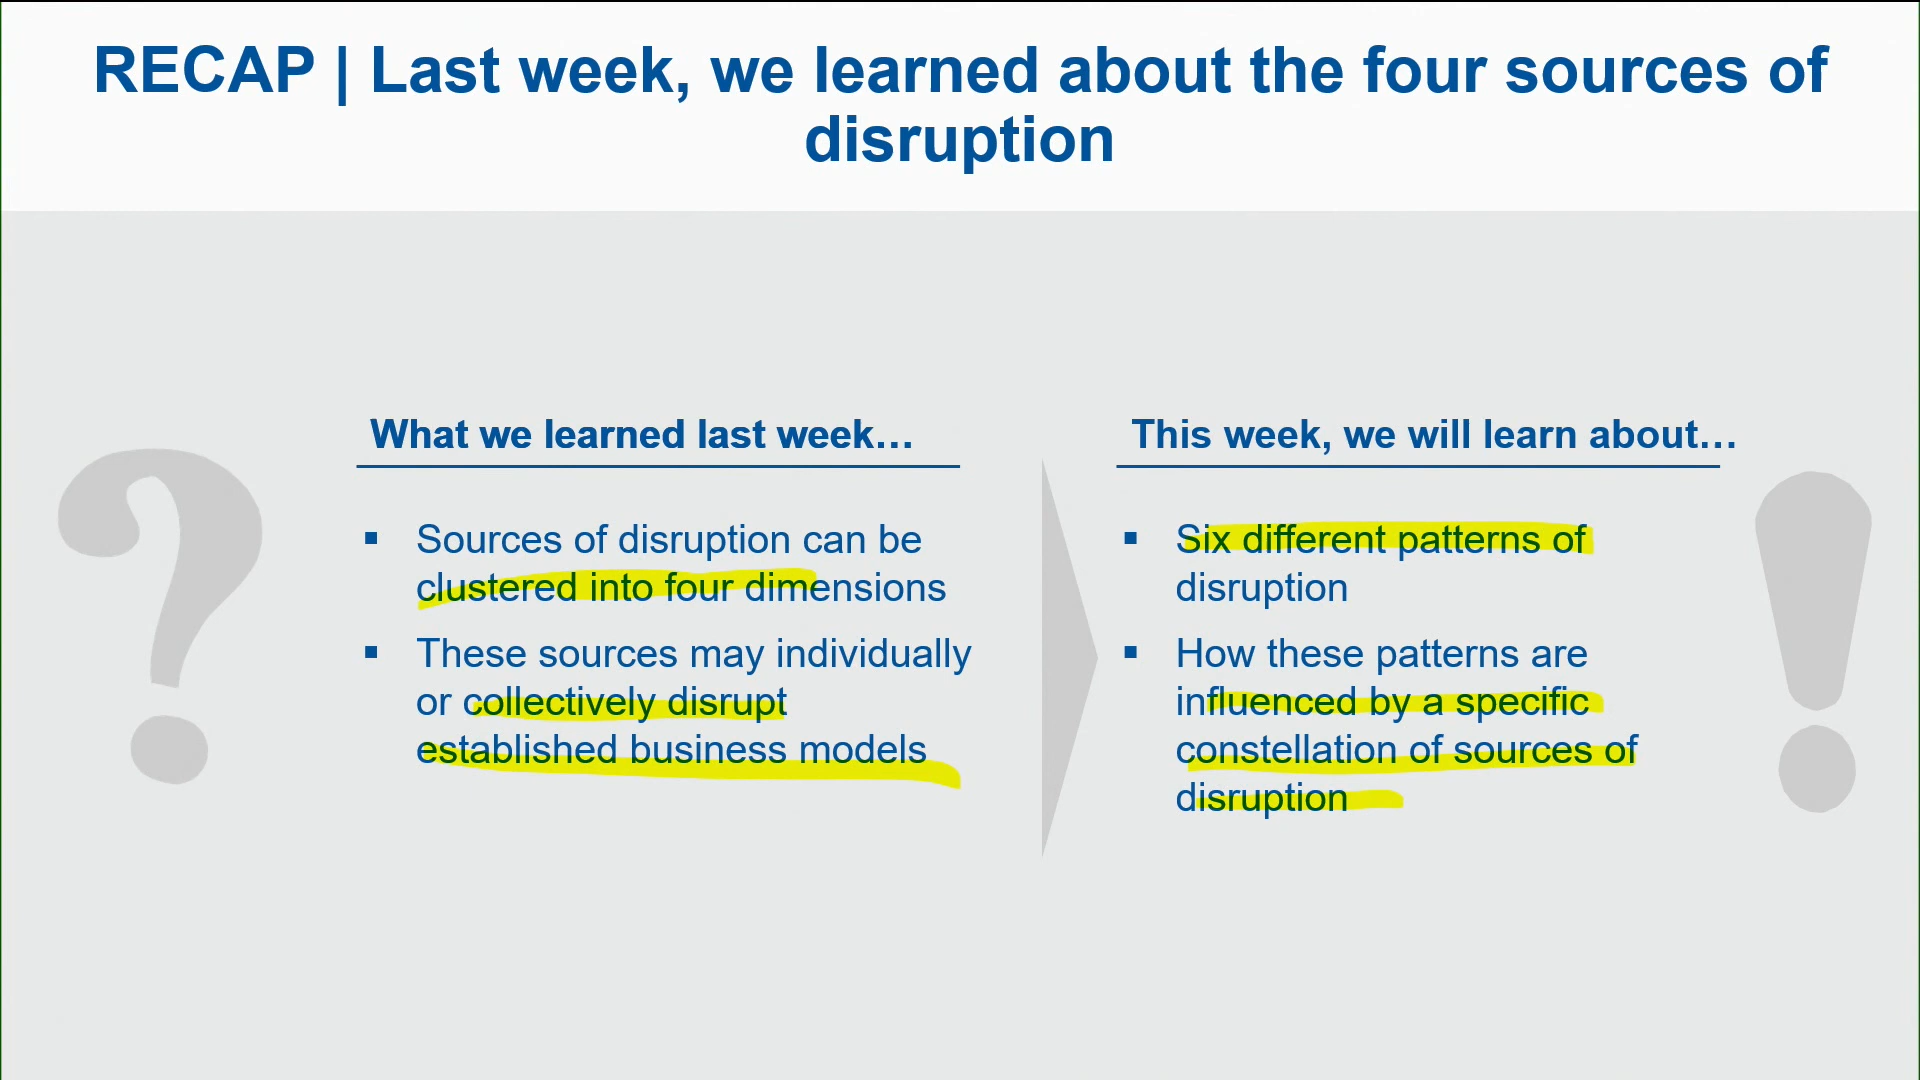 RECAP | Last week, we learned about the four sources of
disruption
What we learned last week…
▪ Sources of disruption can be
clustered into four dimensions
▪ These sources may individually
or collectively disrupt
established business models
This week, we will learn about…
▪ Six different patterns of
disruption
▪ How these patterns are
influenced by a specific
constellation of sources of
disruption
?
!